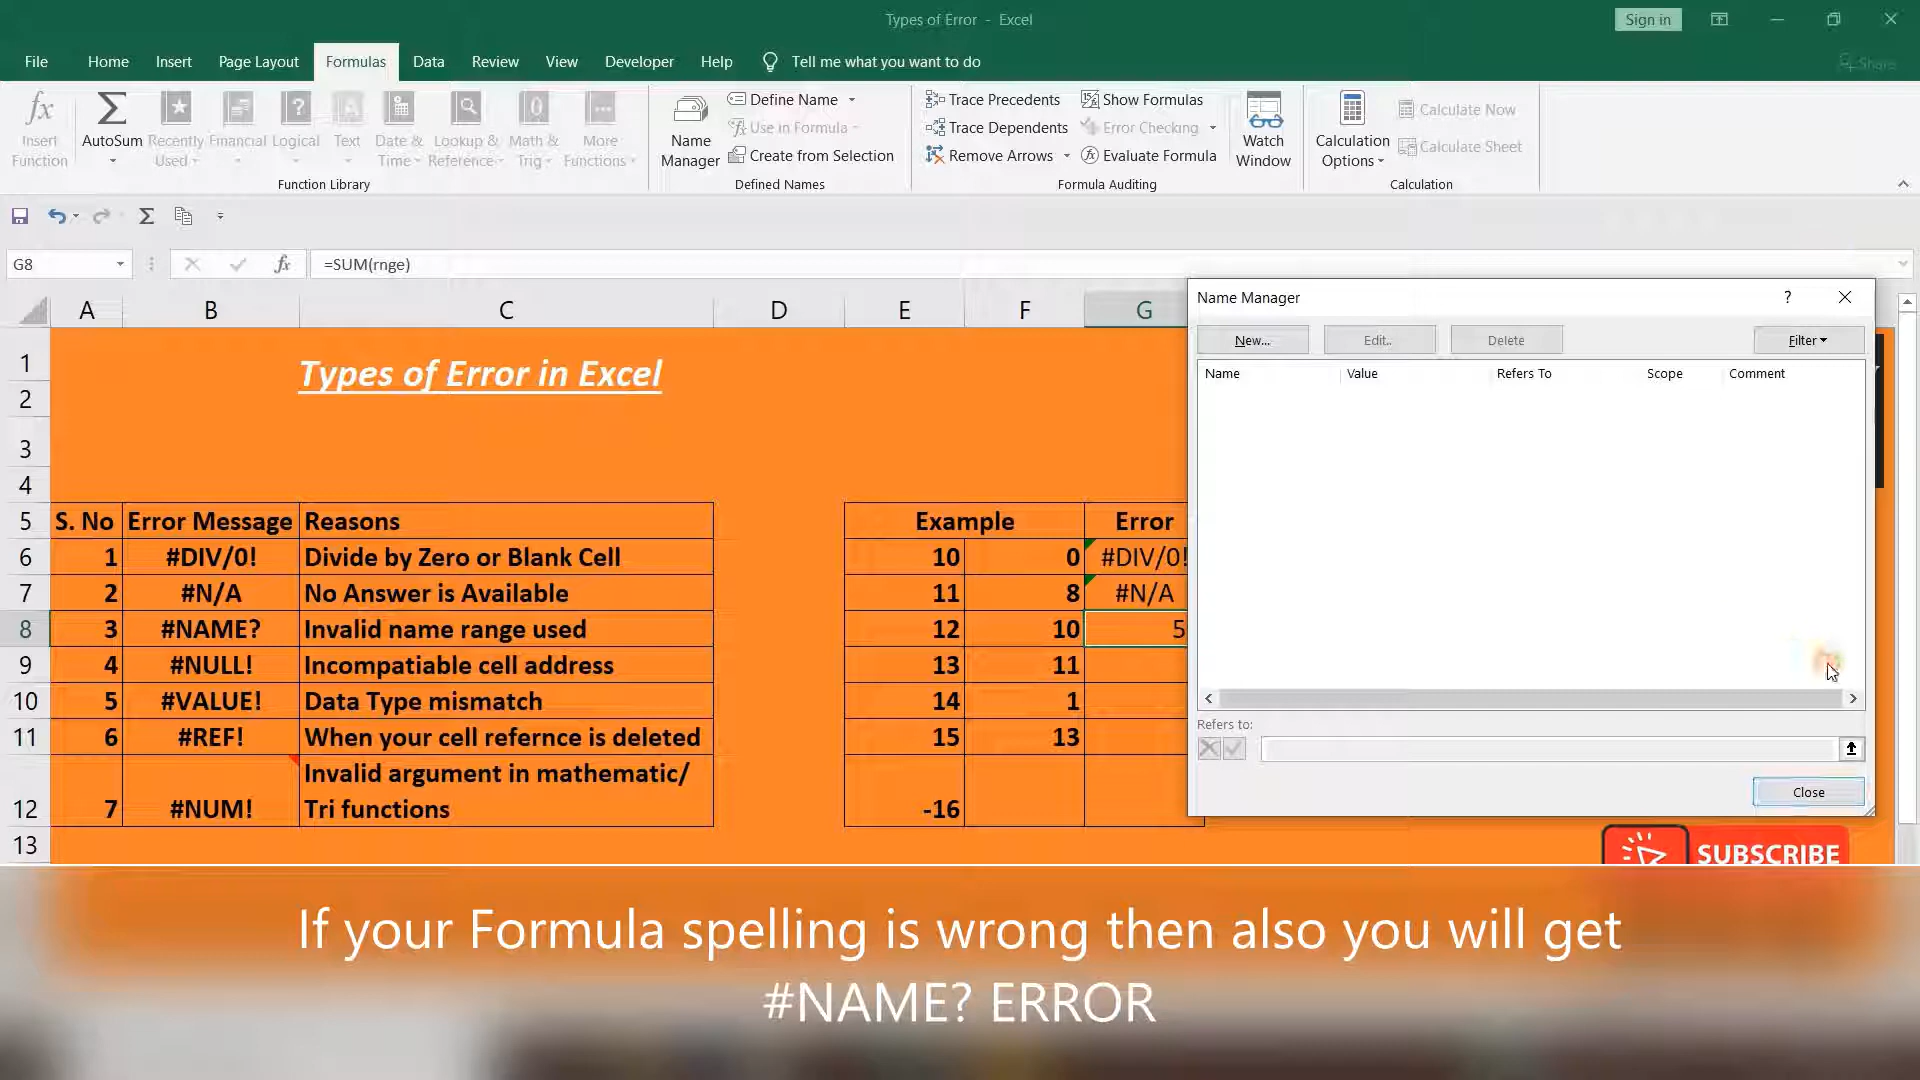 Types of Error - Excel
Sign in
File Home Insert Page Layout Formulas Data Review View Developer Help Tell me what you want to do
Share
Insert Function
AutoSum
Recently Used
Financial
Logical
Text
Date & Time
Lookup & Reference
Math & Trig
More Functions
Function Library
Name Manager
Define Name
Use in Formula
Create from Selection
Defined Names
Trace Precedents
Trace Dependents
Remove Arrows
Show Formulas
Error Checking
Evaluate Formula
Formula Auditing
Watch Window
Calculation Options
Calculate Now
Calculate Sheet
Calculation
G8 fx =SUM(rnge)
A B C D E F G
1 Types of Error in Excel
2
3
4
5 S. No Error Message Reasons Example Error
6 1 #DIV/0! Divide by Zero or Blank Cell 10 0 #DIV/0!
7 2 #N/A No Answer is Available 11 8 #N/A
8 3 #NAME? Invalid name range used 12 10 5
9 4 #NULL! Incompatiable cell address 13 11
10 5 #VALUE! Data Type mismatch 14 1
11 6 #REF! When your cell refernce is deleted 15 13
Invalid argument in mathematic/
12 7 #NUM! Tri functions -16
13
Name Manager ?
New... Edit.. Delete Filter
Name Value Refers To Scope Comment
Refers to:
Close
SUBSCRIBE
If your Formula spelling is wrong then also you will get
#NAME? ERROR